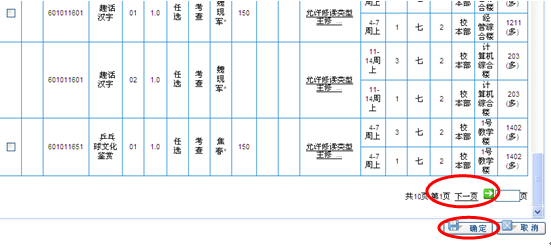 601011601 趣话汉字 01 1.0 任选 考查 魏现军* 150 允许修读类型主修 ... 4-7周上 1 七 2 校本部 经管综合楼 1211(多)
601011601 趣话汉字 02 1.0 任选 考查 魏现军* 150 允许修读类型主修 ... 11-14周上 3 七 2 校本部 计算机综合楼 203(多)
11-14周上 1 七 2 校本部 计算机综合楼 203(多)
601011651 乒乓球文化鉴赏 01 1.0 任选 考查 焦春* 150 允许修读类型主修 ... 4-7周上 3 七 2 校本部 1号教学楼 1402(多)
4-7周上 1 七 2 校本部 1号教学楼 1402(多)
共10页 第1页 下一页 页
确定 取消